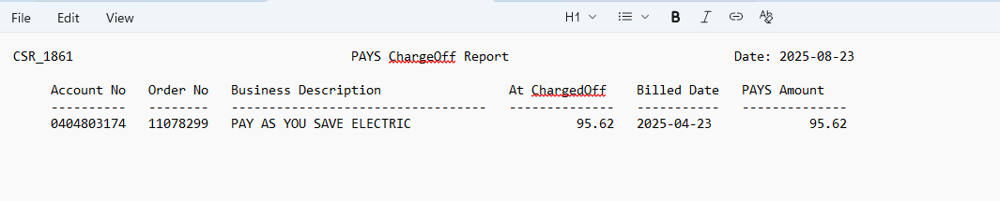 File Edit View H1 B I
CSR_1861 PAYS ChargeOff Report Date: 2025-08-23
Account No Order No Business Description At ChargedOff Billed Date PAYS Amount
---------- -------- ---------------------------------- -------------- ----------- --------------
0404803174 11078299 PAY AS YOU SAVE ELECTRIC 95.62 2025-04-23 95.62